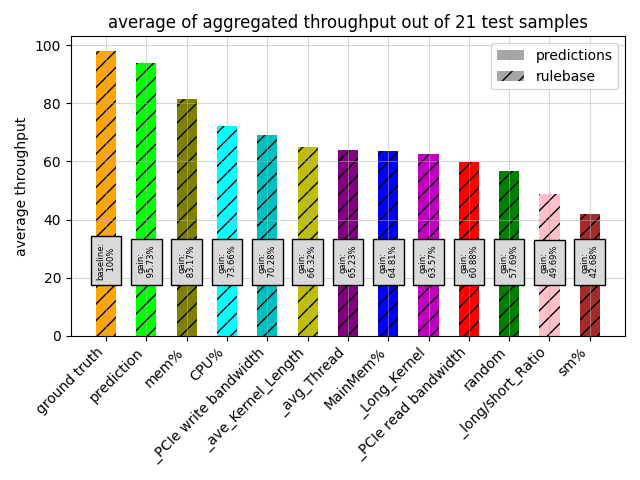 average of aggregated throughput out of 21 test samples
predictions
rulebase
average throughput
100
80
60
40
20
0
baseline:
100%
gain:
95.73%
gain:
83.17%
gain:
73.66%
gain:
70.28%
gain:
66.32%
gain:
65.23%
gain:
64.81%
gain:
63.57%
gain:
60.88%
gain:
57.69%
gain:
49.69%
gain:
42.68%
ground truth
prediction
mem%
CPU%
_PCIe write bandwidth
_ave_Kernel_Length
_avg_Thread
MainMem%
_Long_Kernel
_PCIe read bandwidth
random
_long/short_Ratio
sm%